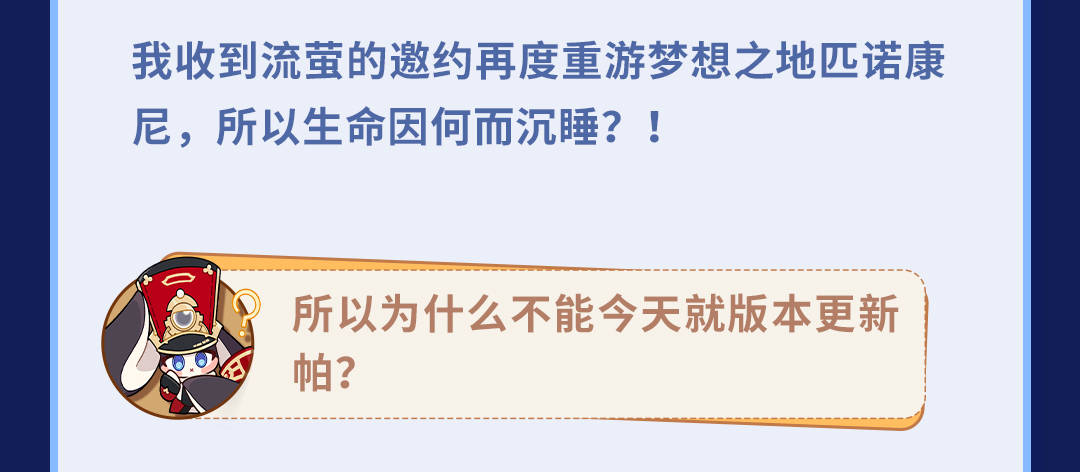 我收到流萤的邀约再度重游梦想之地匹诺康
尼，所以生命因何而沉睡？！
所以为什么不能今天就版本更新
帕？